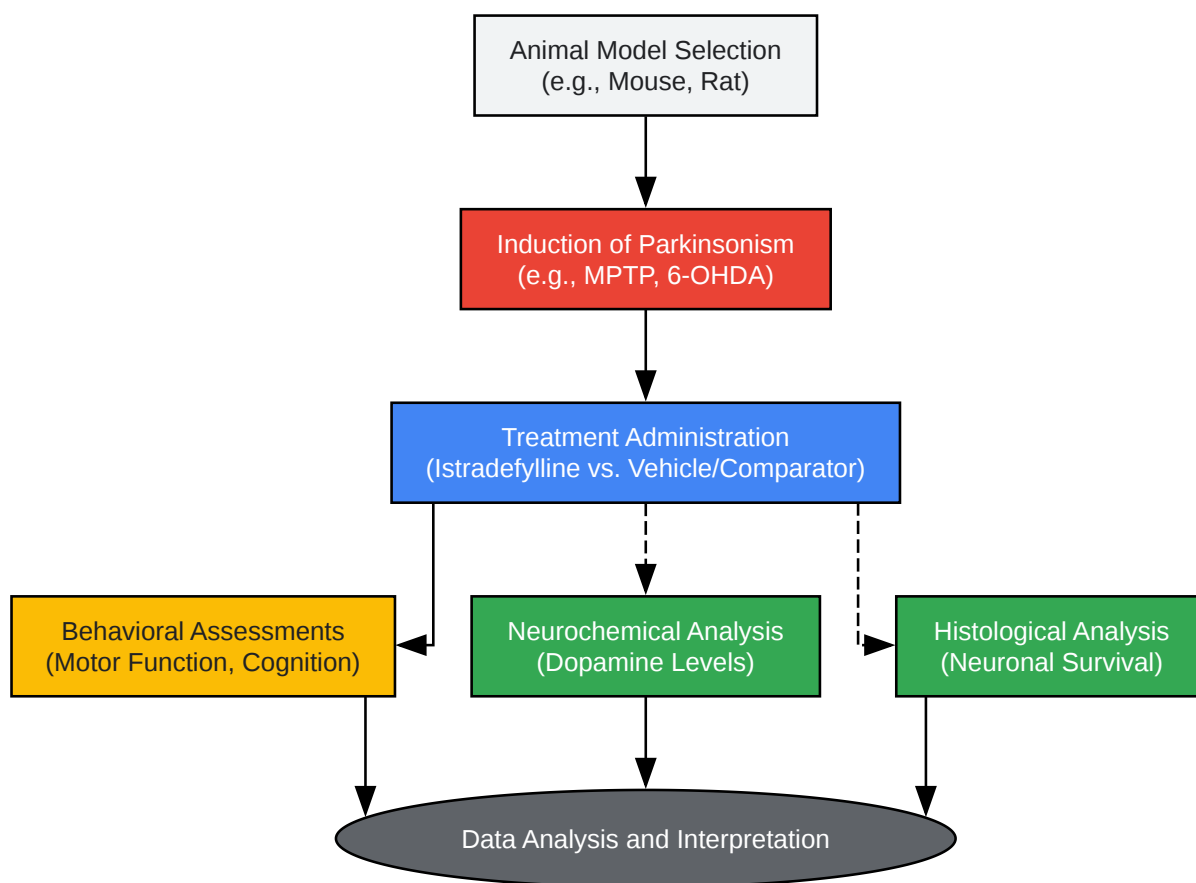 Animal Model Selection
(e.g., Mouse, Rat)
Induction of Parkinsonism
(e.g., MPTP, 6-OHDA)
Treatment Administration
(Istradefylline vs. Vehicle/Comparator)
Behavioral Assessments
(Motor Function, Cognition)
Neurochemical Analysis
(Dopamine Levels)
Histological Analysis
(Neuronal Survival)
Data Analysis and Interpretation